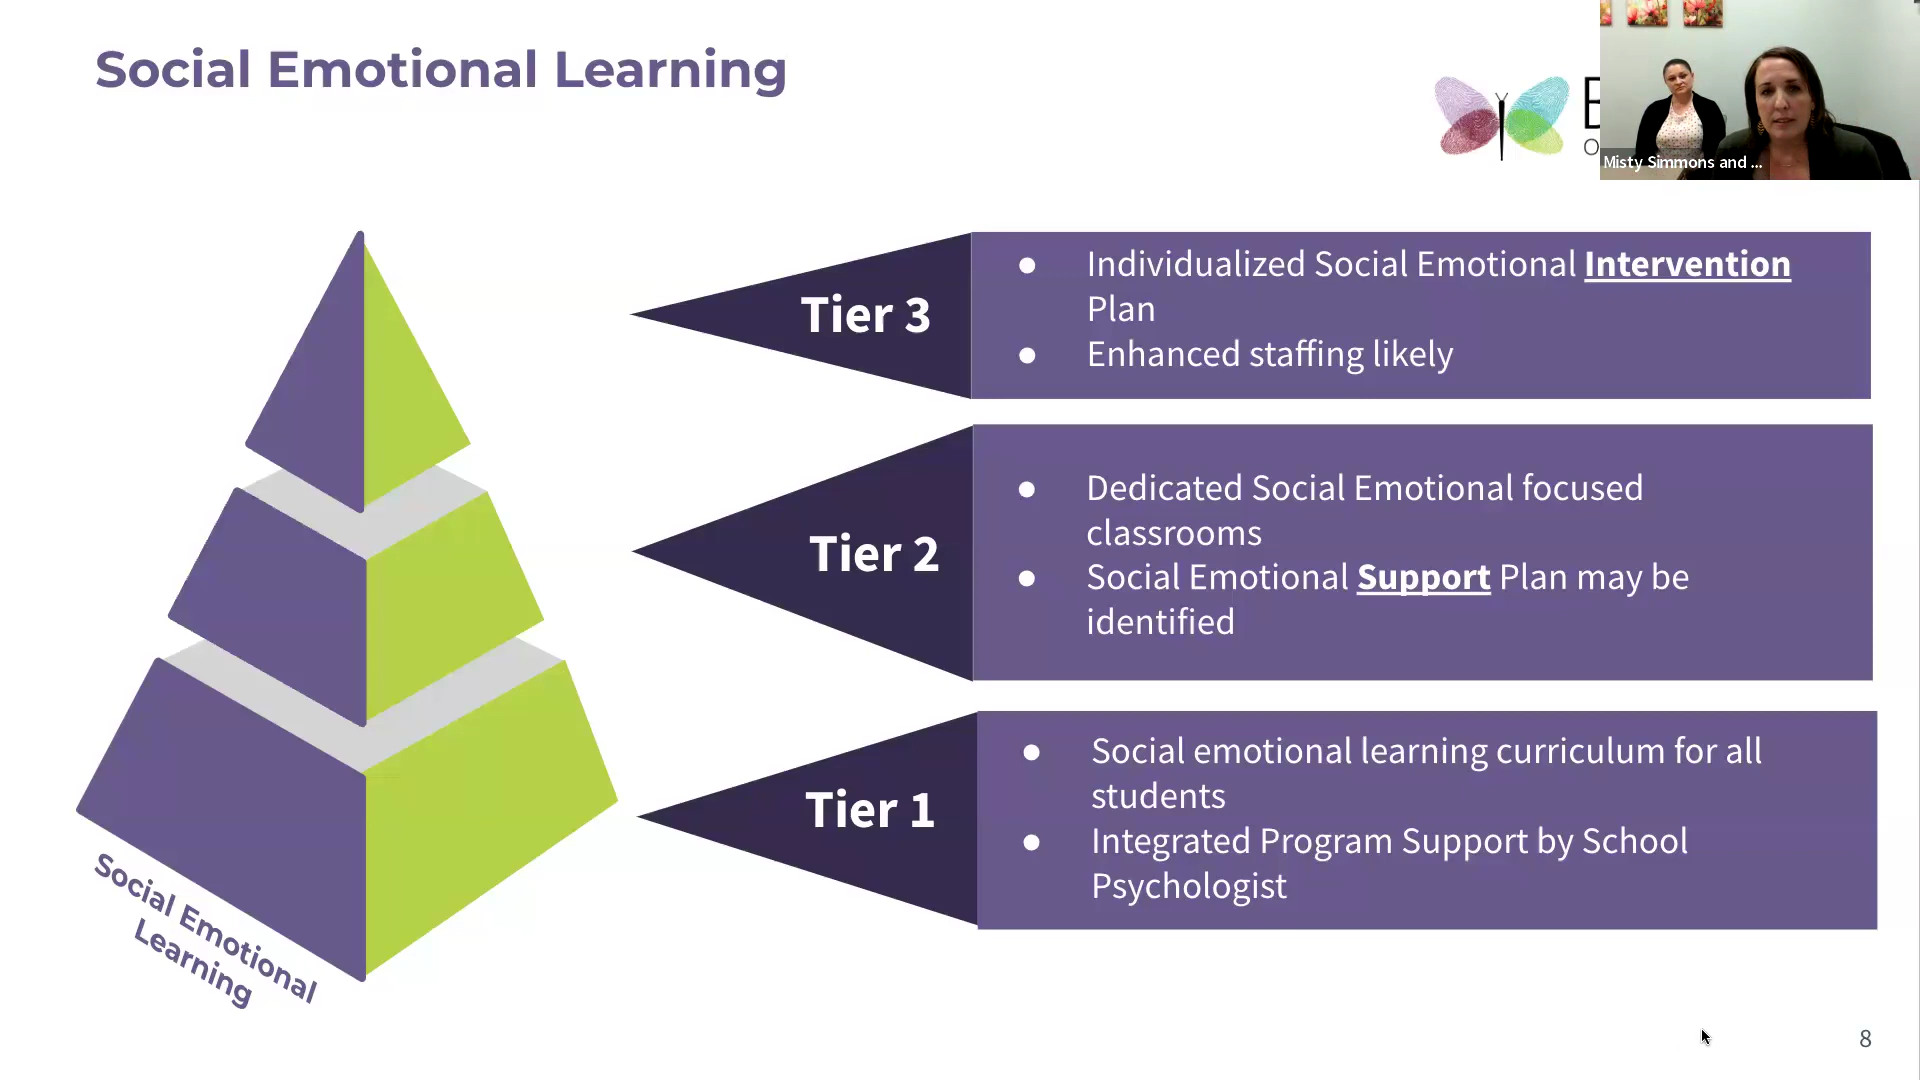 Social Emotional Learning
Misty Simmons and ...
Tier 3
● Individualized Social Emotional Intervention
Plan
● Enhanced staffing likely
Tier 2
● Dedicated Social Emotional focused
classrooms
● Social Emotional Support Plan may be
identified
Tier 1
● Social emotional learning curriculum for all
students
● Integrated Program Support by School
Psychologist
Social Emotional
Learning
8